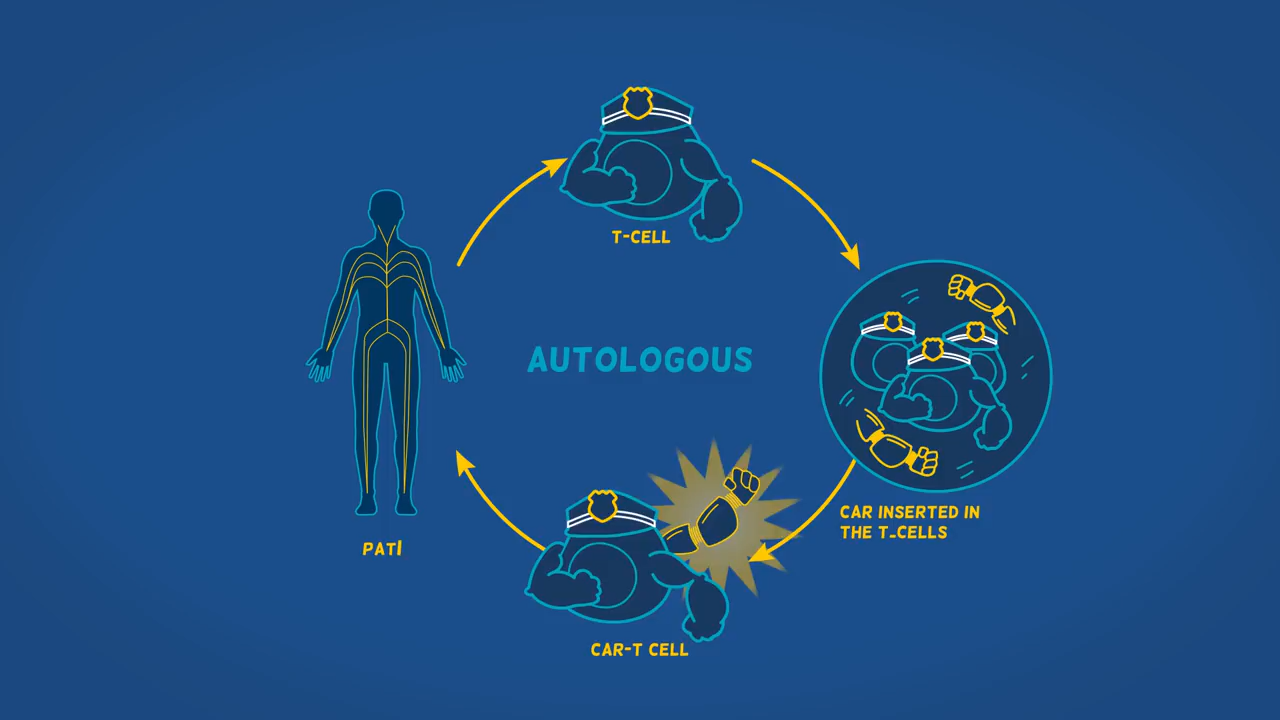 T-CELL
AUTOLOGOUS
CAR INSERTED IN
THE T-CELLS
PATI
CAR-T CELL